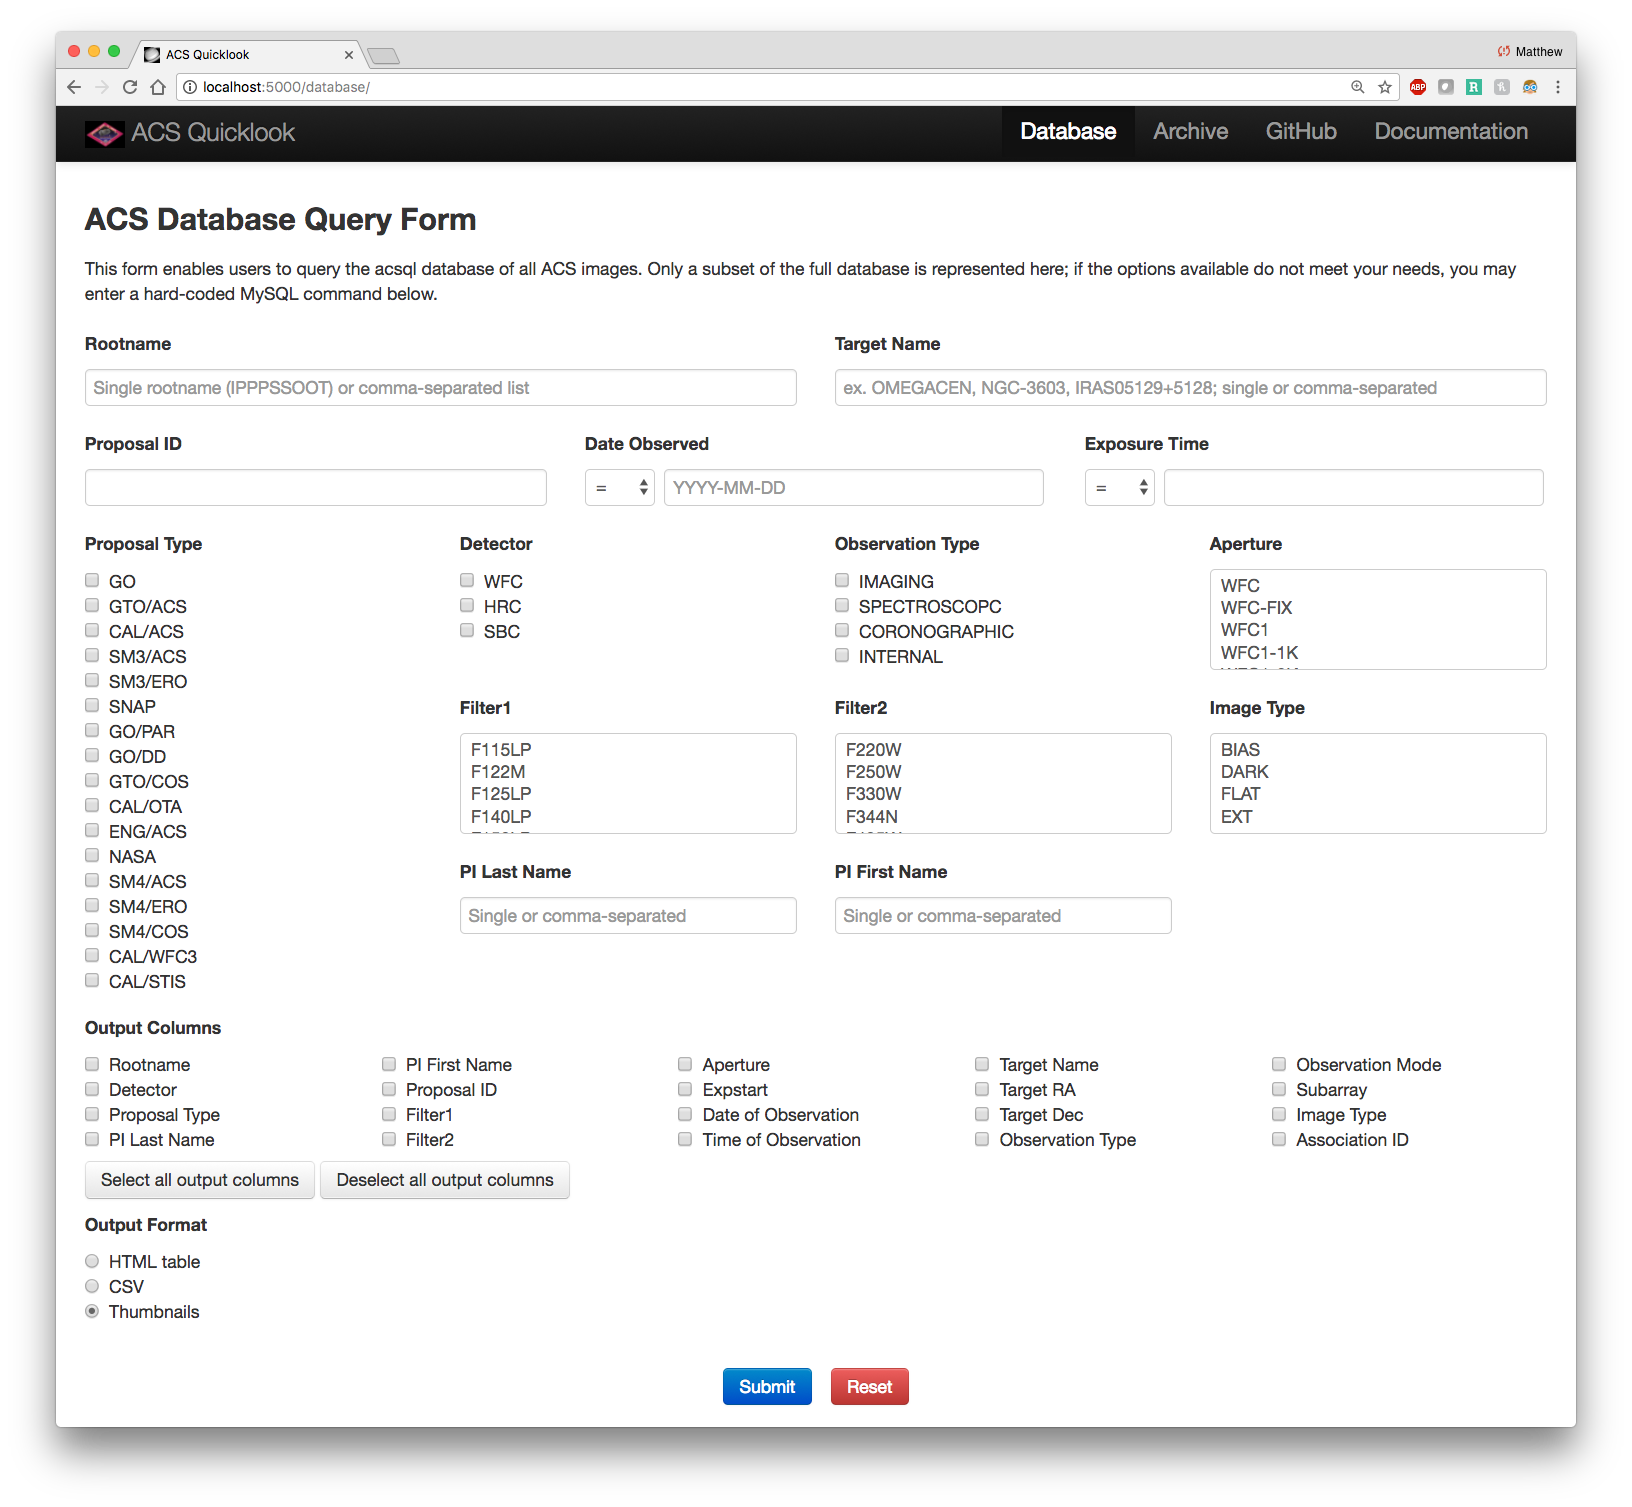 ACS Quicklook
Matthew
localhost:5000/database/
ABP
R
ACS Quicklook
Database Archive GitHub Documentation
ACS Database Query Form
This form enables users to query the acsql database of all ACS images. Only a subset of the full database is represented here; if the options available do not meet your needs, you may
enter a hard-coded MySQL command below.
Rootname Target Name
Single rootname (IPPPSSOOT) or comma-separated list ex. OMEGACEN, NGC-3603, IRAS05129+5128; single or comma-separated
Proposal ID Date Observed Exposure Time
= YYYY-MM-DD =
Proposal Type
GO
GTO/ACS
CAL/ACS
SM3/ACS
SM3/ERO
SNAP
GO/PAR
GO/DD
GTO/COS
CAL/OTA
ENG/ACS
NASA
SM4/ACS
SM4/ERO
SM4/COS
CAL/WFC3
CAL/STIS
Detector
WFC
HRC
SBC
Observation Type
IMAGING
SPECTROSCOPC
CORONOGRAPHIC
INTERNAL
Aperture
WFC
WFC-FIX
WFC1
WFC1-1K
Filter1
F115LP
F122M
F125LP
F140LP
Filter2
F220W
F250W
F330W
F344N
Image Type
BIAS
DARK
FLAT
EXT
PI Last Name
Single or comma-separated
PI First Name
Single or comma-separated
Output Columns
Rootname PI First Name Aperture Target Name Observation Mode
Detector Proposal ID Expstart Target RA Subarray
Proposal Type Filter1 Date of Observation Target Dec Image Type
PI Last Name Filter2 Time of Observation Observation Type Association ID
Select all output columns Deselect all output columns
Output Format
HTML table
CSV
Thumbnails
Submit Reset